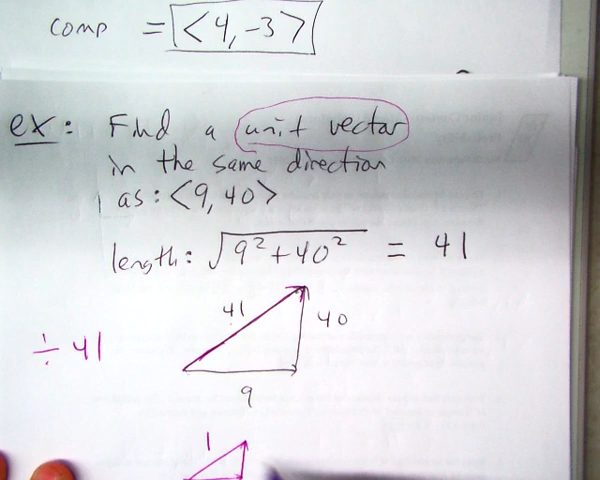 comp = <4, -3>
ex: Find a unit vector
in the same direction
as: <9, 40>
length: √9² + 40² = 41
41
40
÷ 41
9
1